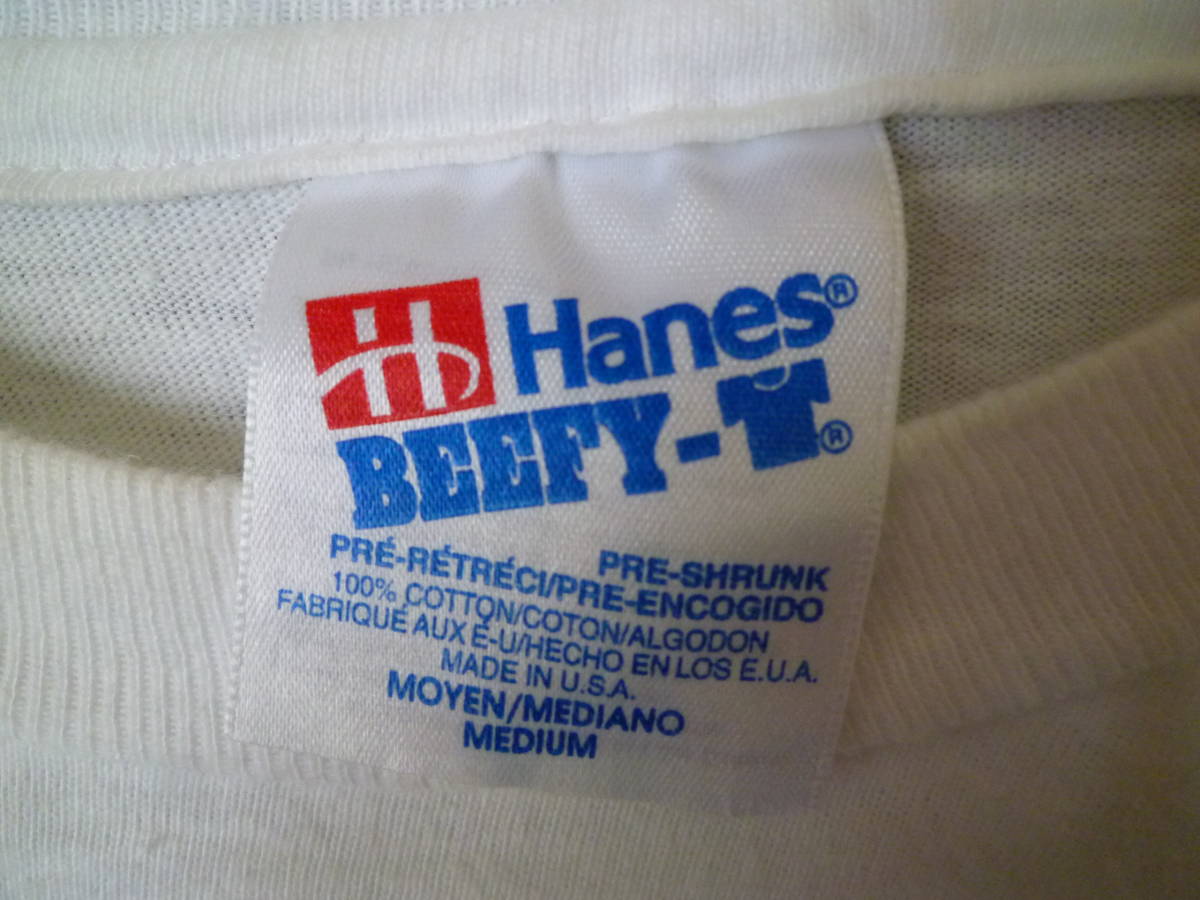 H Hanes®
BEEFY-T®
PRE-SHRUNK
PRÉ-RÉTRÉCI/PRE-ENCOGIDO
100% COTTON/COTON/ALGODON
FABRIQUÉ AUX É-U/HECHO EN LOS E.U.A.
MADE IN U.S.A.
MOYEN/MEDIANO
MEDIUM